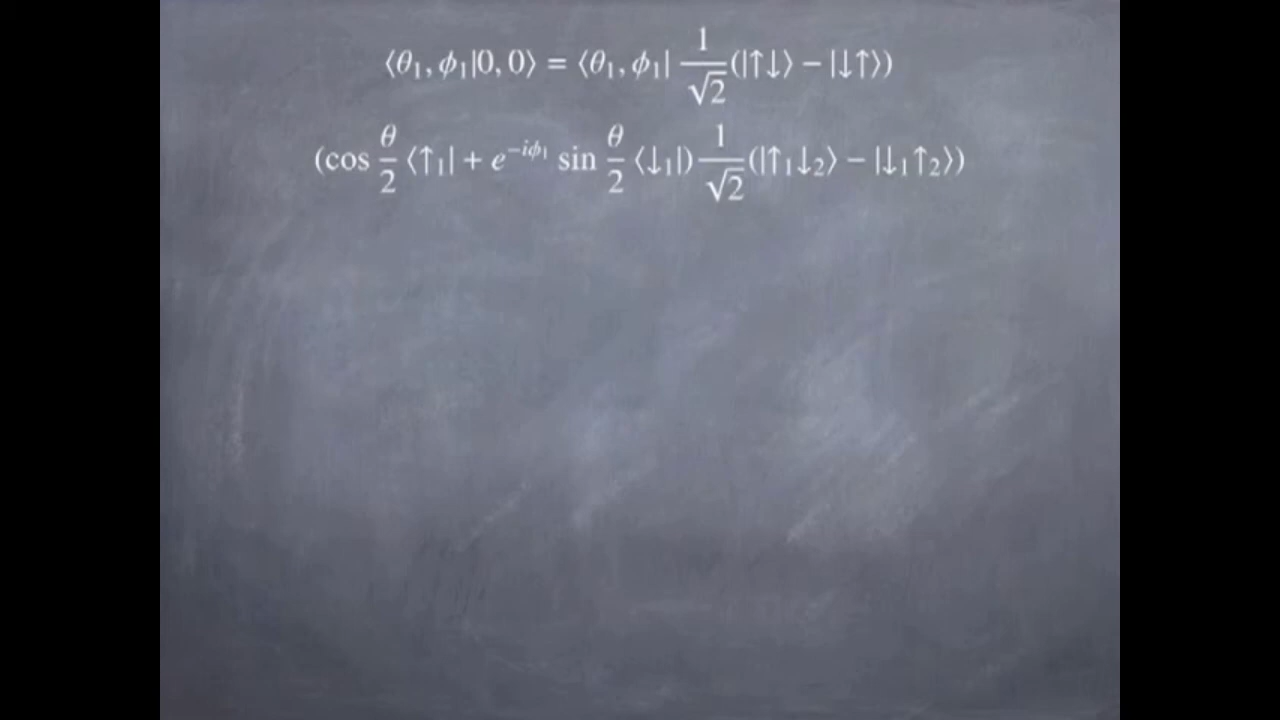 ⟨θ₁, ϕ₁|0, 0⟩ = ⟨θ₁, ϕ₁| 1/√2 (|↑↓⟩ − |↓↑⟩)
(cos θ/2 ⟨↑₁| + e^{−iϕ₁} sin θ/2 ⟨↓₁|) 1/√2 (|↑₁↓₂⟩ − |↓₁↑₂⟩)